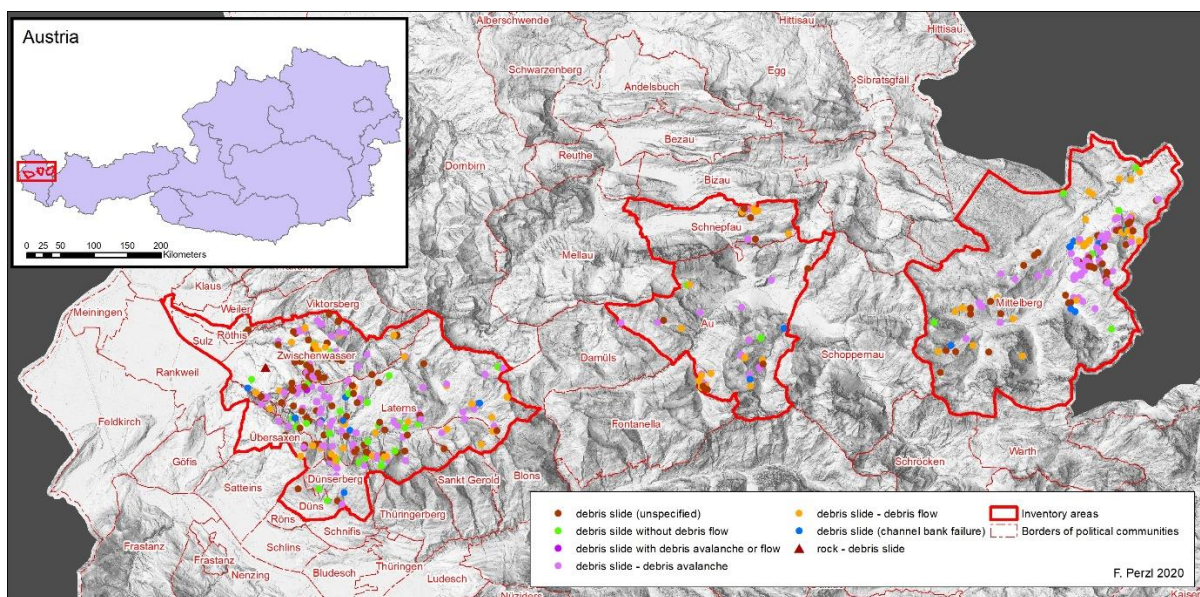 Austria
0 25 50 100 150 200
Kilometers
Alberschwende
Hittisau
Hittisau
Schwarzenberg
Egg
Sibratsgfäll
Andelsbuch
Dornbirn
Bezau
Reuthe
Bizau
Schnepfau
Mellau
Klaus
Weiler
Viktorsberg
Meiningen
Röthis
Sulz
Zwischenwasser
Rankweil
Laterns
Feldkirch
Übersaxen
Göfis
Satteins
Dünserberg
Düns
Röns
Schnifis
Thüringerberg
Sankt Gerold
Blons
Fontanella
Damüls
Au
Schoppernau
Mittelberg
Schröcken
Warth
Schlins
Frastanz
Frastanz
Nenzing
Bludesch
Thüringen
Ludesch
Nüziders
debris slide (unspecified)
debris slide without debris flow
debris slide with debris avalanche or flow
debris slide - debris avalanche
debris slide - debris flow
debris slide (channel bank failure)
rock - debris slide
Inventory areas
Borders of political communities
F. Perzl 2020